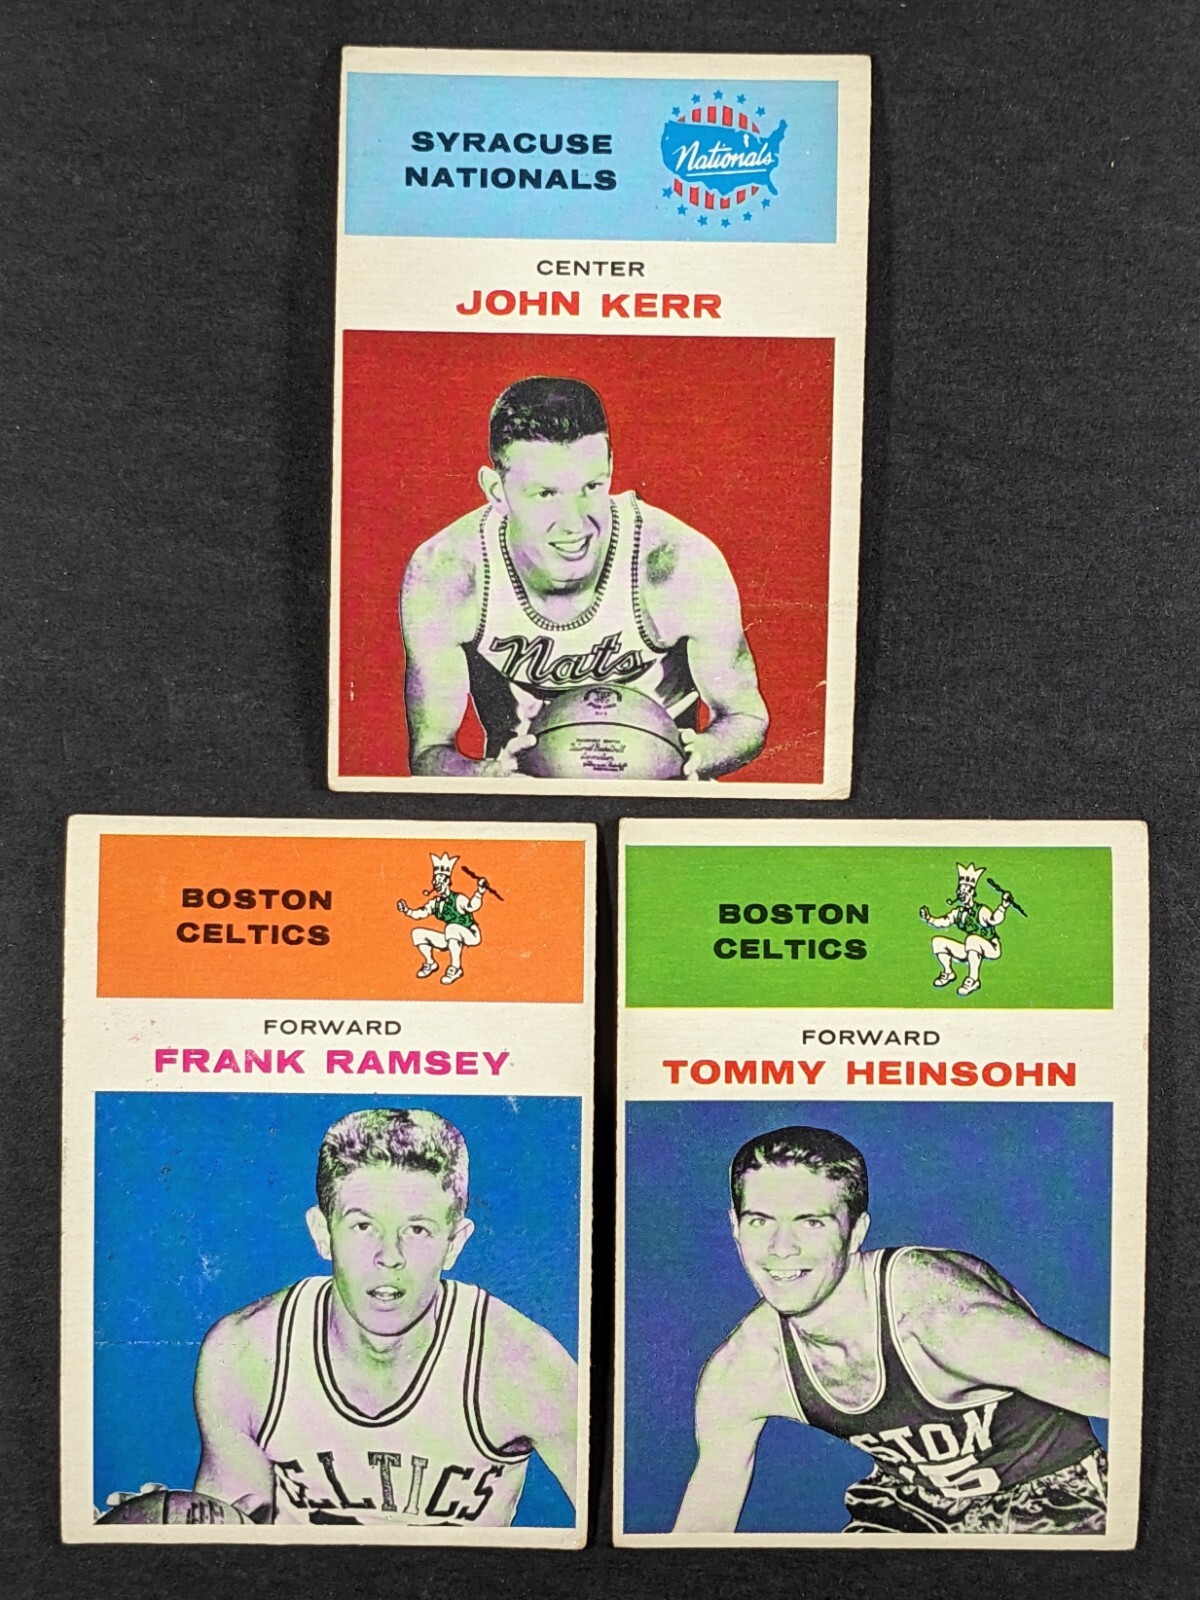 SYRACUSE
NATIONALS
Nationals
CENTER
JOHN KERR
Nats
BOSTON
CELTICS
FORWARD
FRANK RAMSEY
CELTICS
BOSTON
CELTICS
FORWARD
TOMMY HEINSOHN
STON
15